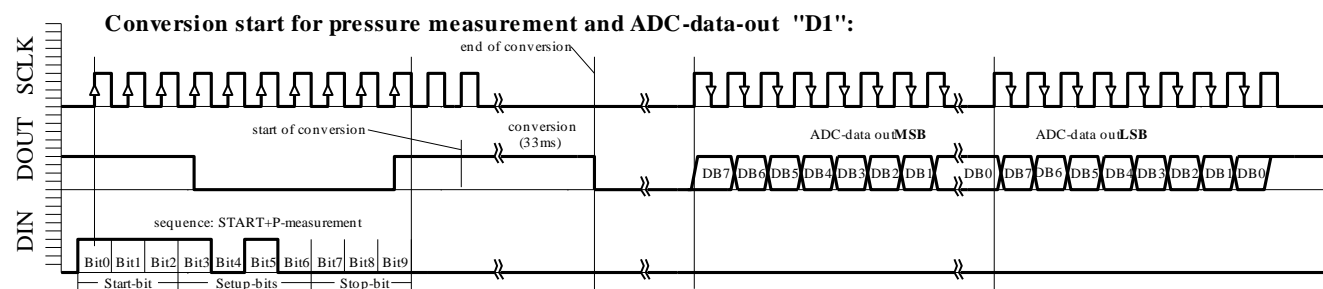 Conversion start for pressure measurement and ADC-data-out "D1":
end of conversion
SCLK
start of conversion
conversion
(33ms)
ADC-data out MSB
ADC-data out LSB
DOUT
DB7 DB6 DB5 DB4 DB3 DB2 DB1 DB0 DB7 DB6 DB5 DB4 DB3 DB2 DB1 DB0
sequence: START+P-measurement
DIN
Bit0 Bit1 Bit2 Bit3 Bit4 Bit5 Bit6 Bit7 Bit8 Bit9
Start-bit Setup-bits Stop-bit